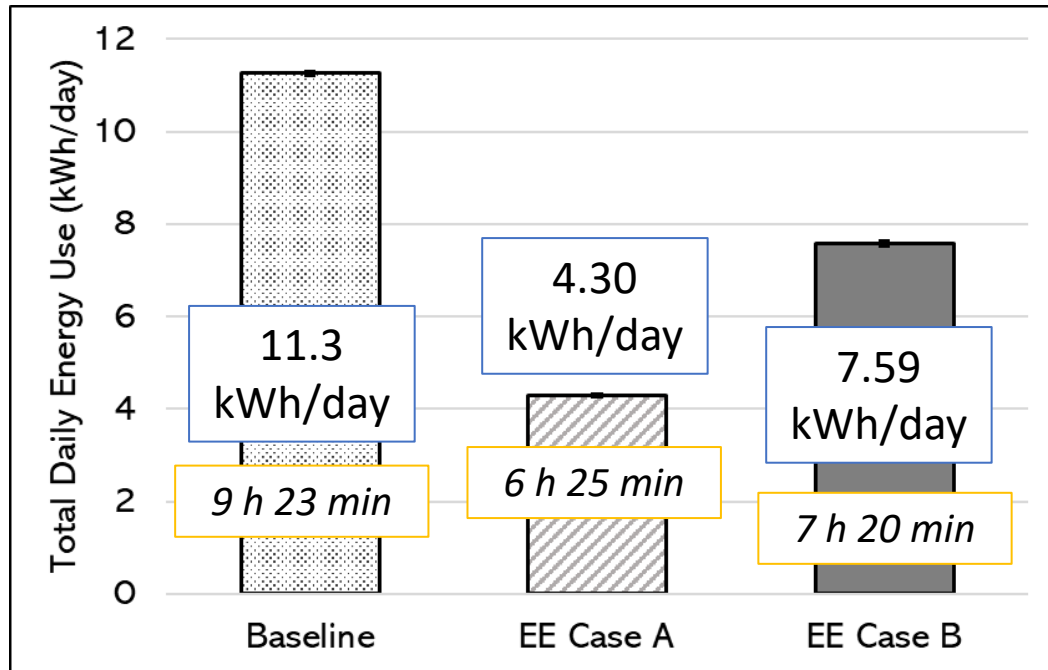 Total Daily Energy Use (kWh/day)
12
10
8
6
4
2
0
11.3
kWh/day
9 h 23 min
4.30
kWh/day
6 h 25 min
7.59
kWh/day
7 h 20 min
Baseline
EE Case A
EE Case B